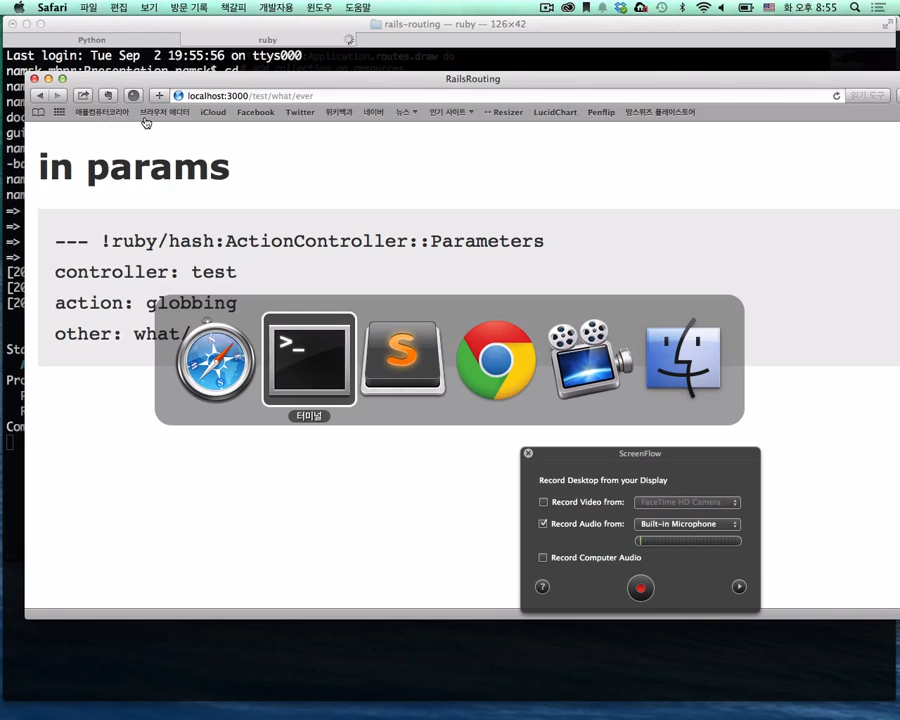 Safari 파일 편집 보기 방문 기록 책갈피 개발자용 윈도우 도움말 화 오후 8:55
rails-routing — ruby — 126×42
Python ruby
Last login: Tue Sep 2 19:55:56 on ttys000
RailsRouting
localhost:3000/test/what/ever 읽기 도구
애플컴퓨터코리아 브라우저 에디터 iCloud Facebook Twitter 위키백과 네이버 뉴스 인기 사이트 Resizer LucidChart Penflip 맘스위즈 플레이스토어
in params
--- !ruby/hash:ActionController::Parameters
controller: test
action: globbing
other: what/
터미널
ScreenFlow
Record Desktop from your Display
Record Video from: FaceTime HD Camera
Record Audio from: Built-in Microphone
Record Computer Audio